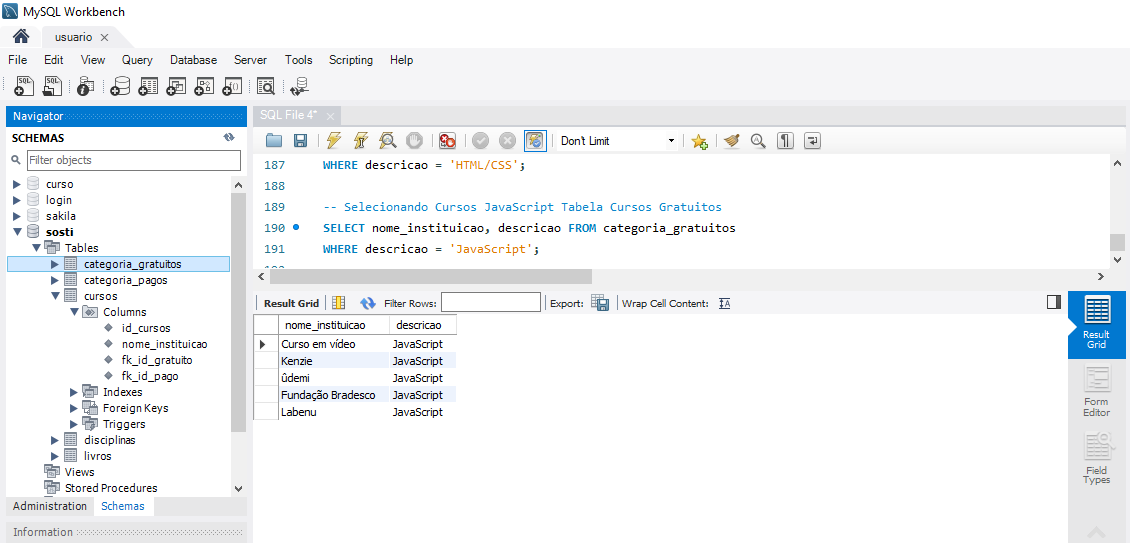 MySQL Workbench
usuario
File Edit View Query Database Server Tools Scripting Help
Navigator
SCHEMAS
Filter objects
curso
login
sakila
sosti
Tables
categoria_gratuitos
categoria_pagos
cursos
Columns
id_cursos
nome_instituicao
fk_id_gratuito
fk_id_pago
Indexes
Foreign Keys
Triggers
disciplinas
livros
Views
Stored Procedures
Administration Schemas
Information
SQL File 4*
Don't Limit
187 WHERE descricao = 'HTML/CSS';
188
189 -- Selecionando Cursos JavaScript Tabela Cursos Gratuitos
190 SELECT nome_instituicao, descricao FROM categoria_gratuitos
191 WHERE descricao = 'JavaScript';
Result Grid Filter Rows: Export: Wrap Cell Content:
nome_instituicao descricao
Curso em vídeo JavaScript
Kenzie JavaScript
ûdemi JavaScript
Fundação Bradesco JavaScript
Labenu JavaScript
Result
Grid
Form
Editor
Field
Types